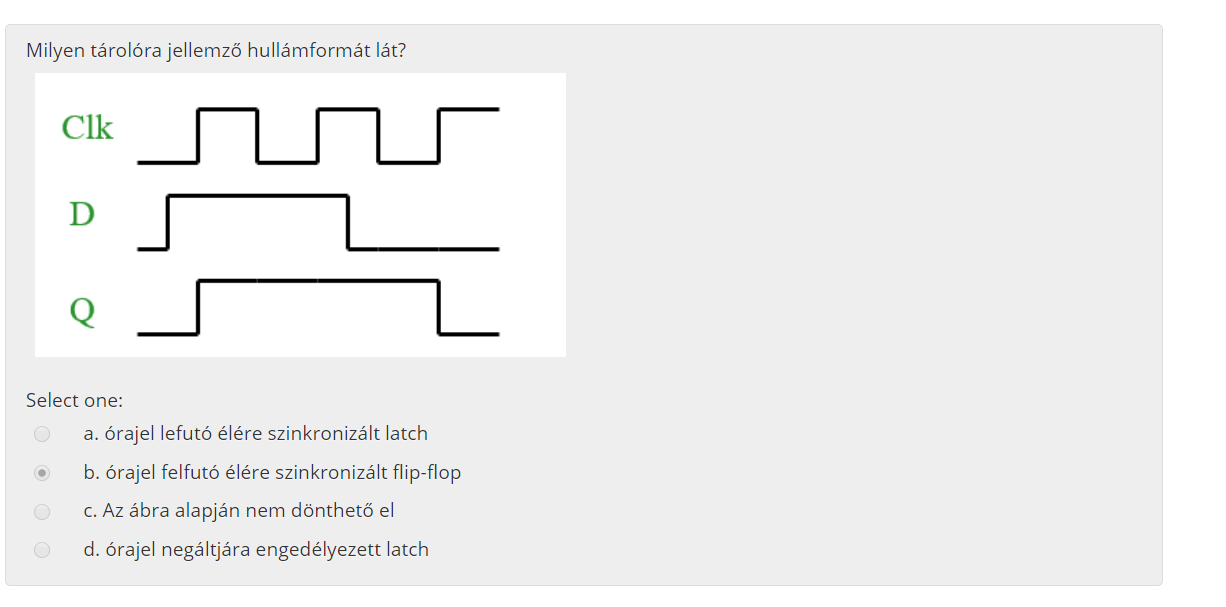 Milyen tárolóra jellemző hullámformát lát?
Clk
D
Q
Select one:
a. órajel lefutó élére szinkronizált latch
b. órajel felfutó élére szinkronizált flip-flop
c. Az ábra alapján nem dönthető el
d. órajel negáltjára engedélyezett latch